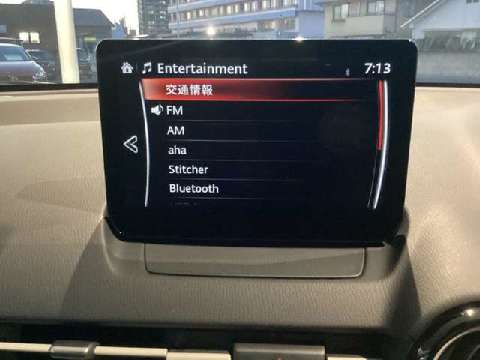 Entertainment 7:13
交通情報
FM
AM
aha
Stitcher
Bluetooth